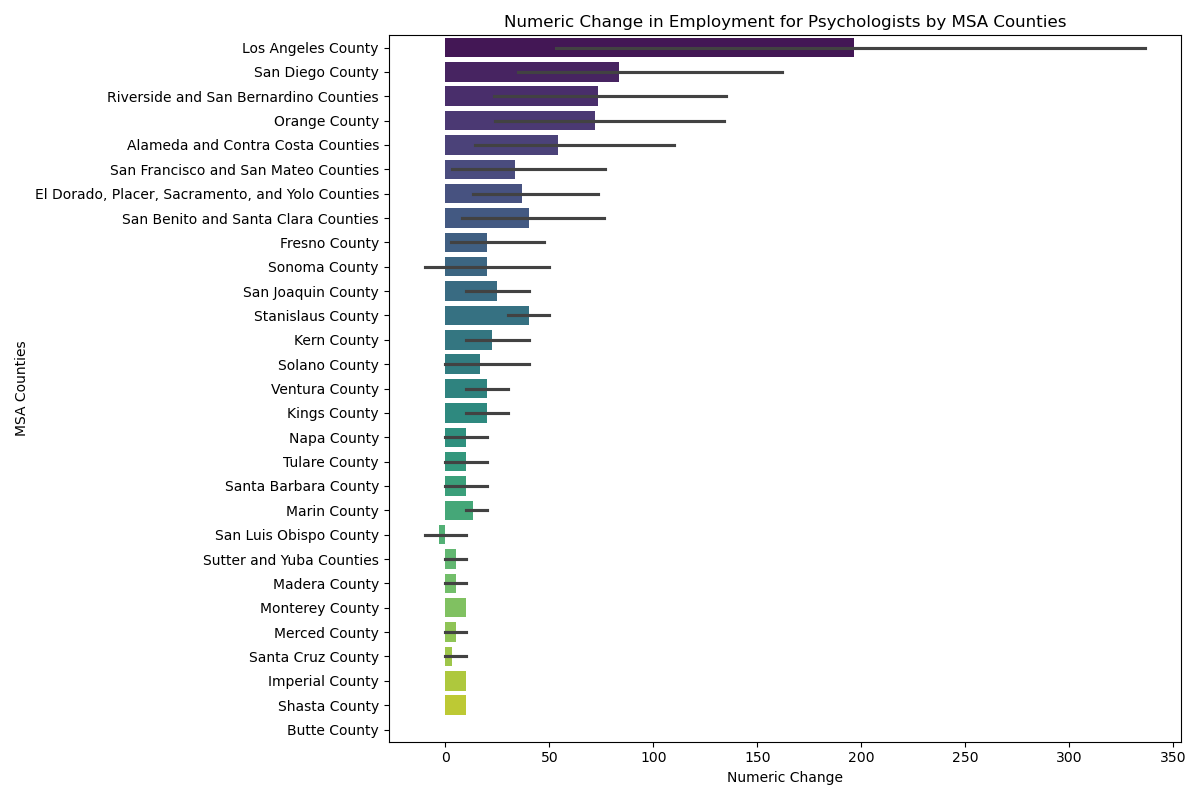 Numeric Change in Employment for Psychologists by MSA Counties
Los Angeles County
San Diego County
Riverside and San Bernardino Counties
Orange County
Alameda and Contra Costa Counties
San Francisco and San Mateo Counties
El Dorado, Placer, Sacramento, and Yolo Counties
San Benito and Santa Clara Counties
Fresno County
Sonoma County
San Joaquin County
Stanislaus County
Kern County
Solano County
Ventura County
Kings County
Napa County
Tulare County
Santa Barbara County
Marin County
San Luis Obispo County
Sutter and Yuba Counties
Madera County
Monterey County
Merced County
Santa Cruz County
Imperial County
Shasta County
Butte County
MSA Counties
0 50 100 150 200 250 300 350
Numeric Change